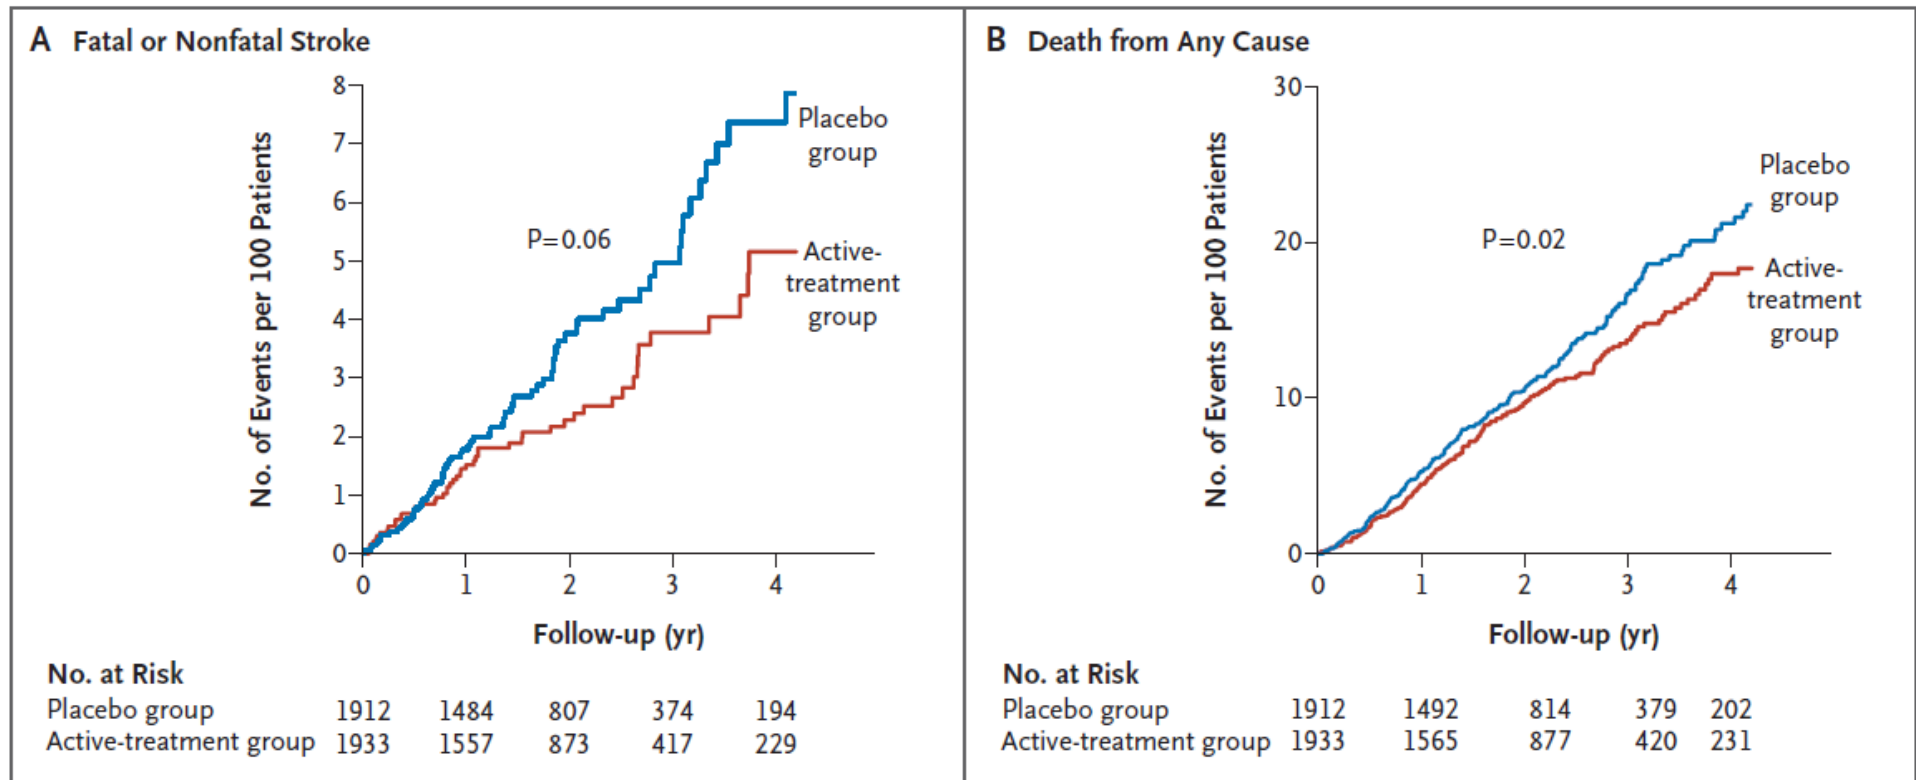 A Fatal or Nonfatal Stroke
No. of Events per 100 Patients
8
7
6
5
4
3
2
1
0
P=0.06
Placebo
group
Active-
treatment
group
0 1 2 3 4
Follow-up (yr)
No. at Risk
Placebo group 1912 1484 807 374 194
Active-treatment group 1933 1557 873 417 229
B Death from Any Cause
No. of Events per 100 Patients
30
20
10
0
P=0.02
Placebo
group
Active-
treatment
group
0 1 2 3 4
Follow-up (yr)
No. at Risk
Placebo group 1912 1492 814 379 202
Active-treatment group 1933 1565 877 420 231